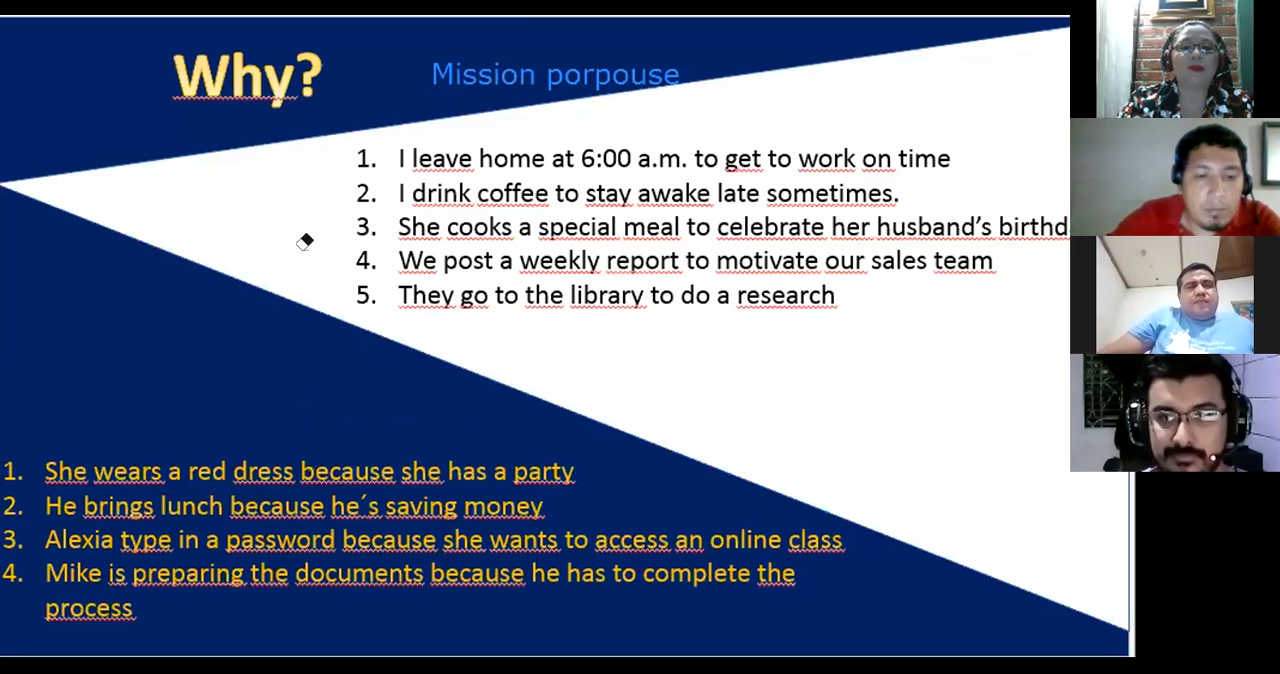 Why?
Mission porpouse
1. I leave home at 6:00 a.m. to get to work on time
2. I drink coffee to stay awake late sometimes.
3. She cooks a special meal to celebrate her husband’s birthd
4. We post a weekly report to motivate our sales team
5. They go to the library to do a research
1. She wears a red dress because she has a party
2. He brings lunch because he´s saving money
3. Alexia type in a password because she wants to access an online class
4. Mike is preparing the documents because he has to complete the
process